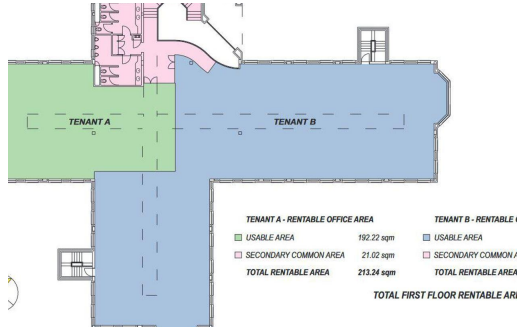 TENANT A
TENANT B
TENANT A - RENTABLE OFFICE AREA
USABLE AREA 192.22 sqm
SECONDARY COMMON AREA 21.02 sqm
TOTAL RENTABLE AREA 213.24 sqm
TENANT B - RENTABLE
USABLE AREA
SECONDARY COMMON
TOTAL RENTABLE AREA
TOTAL FIRST FLOOR RENTABLE